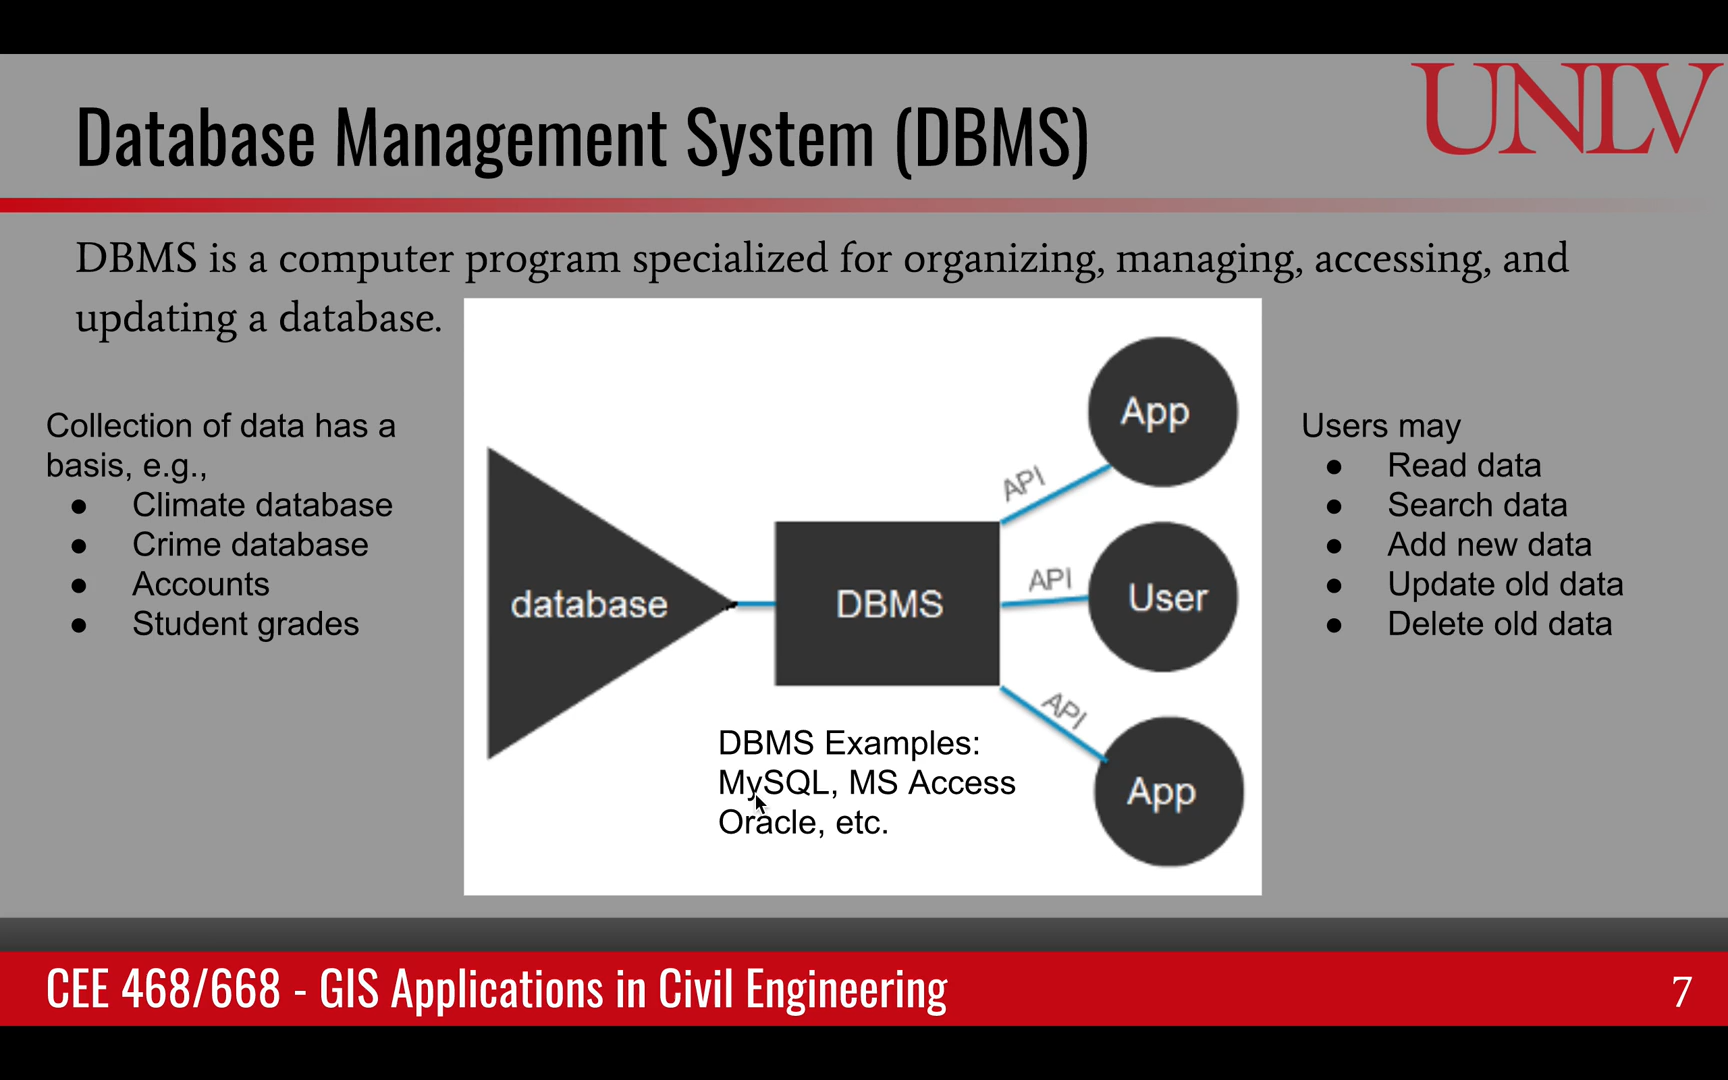 UNLV
Database Management System (DBMS)
DBMS is a computer program specialized for organizing, managing, accessing, and
updating a database.
Collection of data has a
basis, e.g.,
● Climate database
● Crime database
● Accounts
● Student grades
database
DBMS
API
API
API
App
User
App
DBMS Examples:
MySQL, MS Access
Oracle, etc.
Users may
● Read data
● Search data
● Add new data
● Update old data
● Delete old data
CEE 468/668 - GIS Applications in Civil Engineering
7